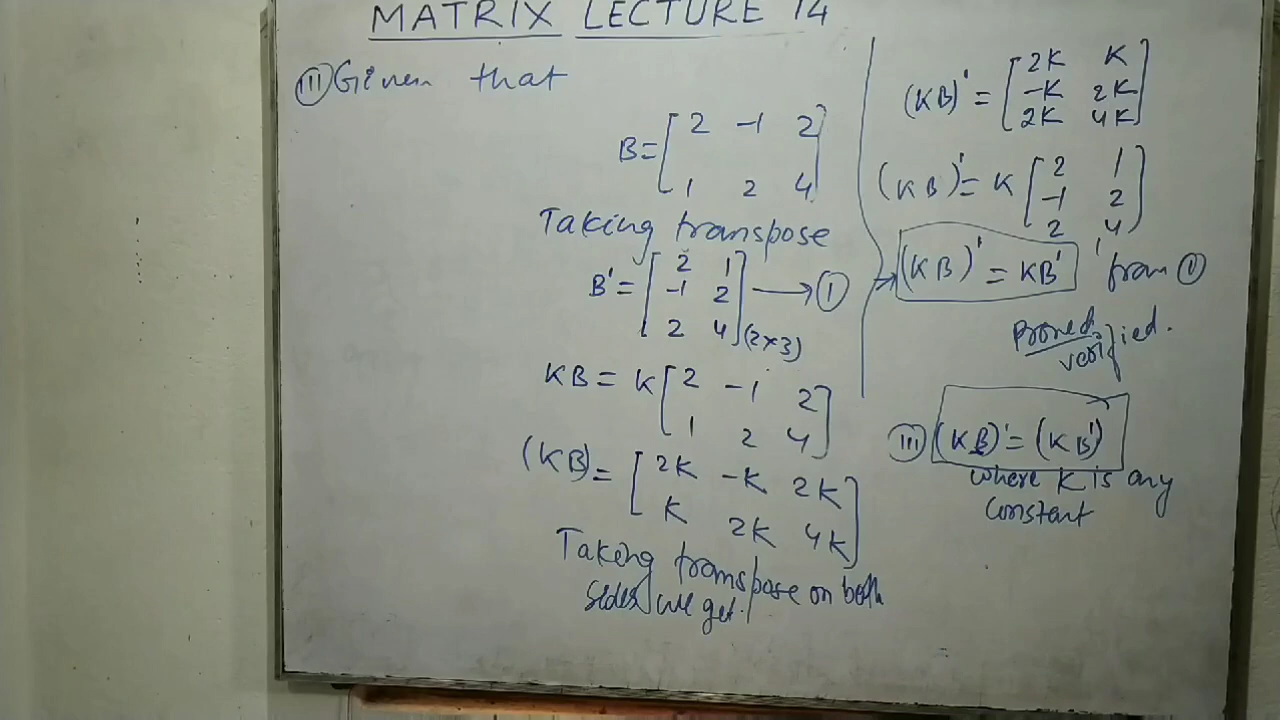 MATRIX LECTURE 14
(III) Given that
B = [ 2 -1 2
1 2 4 ]
Taking transpose
B' = [ 2 1
-1 2
2 4 ] (2×3) → (1)
KB = K [ 2 -1 2
1 2 4 ]
(KB) = [ 2K -K 2K
K 2K 4K ]
Taking transpose on both
sides we get.
(KB)' = [ 2K K
-K 2K
2K 4K ]
(KB)' = K [ 2 1
-1 2
2 4 ]
(KB)' = KB' from (1)
Proved.
verified.
(III) (KB)' = (KB')
where K is any
constant